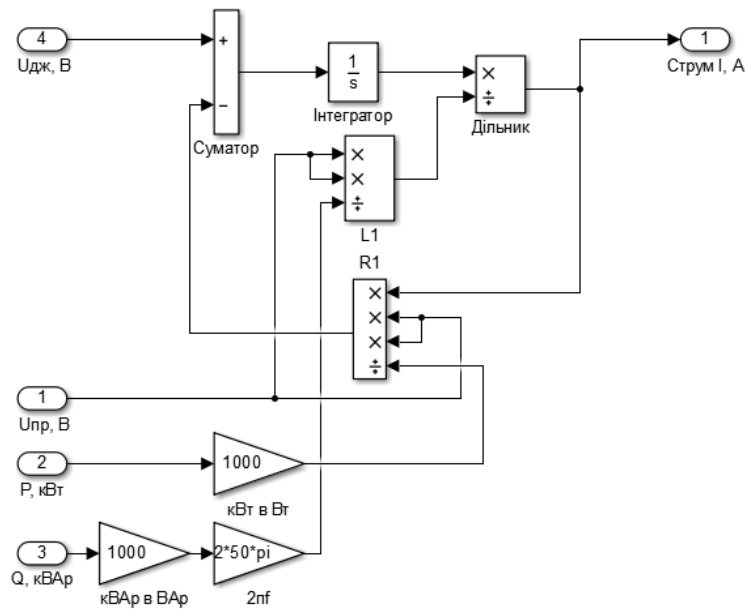 4
Uдж, В
+
−
Суматор
1
s
Інтегратор
×
÷
Дільник
1
Струм I, А
×
×
÷
L1
R1
×
×
×
÷
1
Uпр, В
2
P, кВт
1000
кВт в Вт
3
Q, кВАр
1000
кВАр в ВАр
2*50*pi
2πf